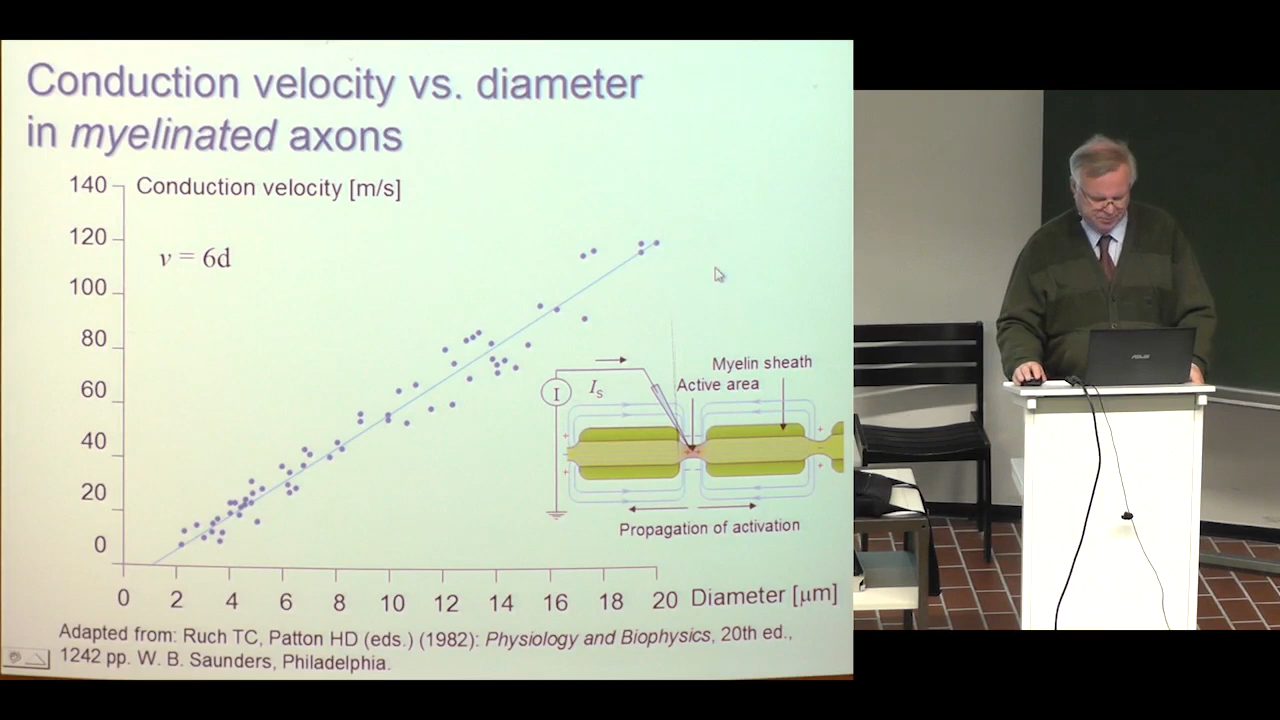 Conduction velocity vs. diameter
in myelinated axons
140
Conduction velocity [m/s]
120
v = 6d
100
80
60
40
20
0
Myelin sheath
Active area
I
Is
+
+
+
+
+ +
Propagation of activation
0 2 4 6 8 10 12 14 16 18 20 Diameter [µm]
Adapted from: Ruch TC, Patton HD (eds.) (1982): Physiology and Biophysics, 20th ed.,
1242 pp. W. B. Saunders, Philadelphia.
ASUS